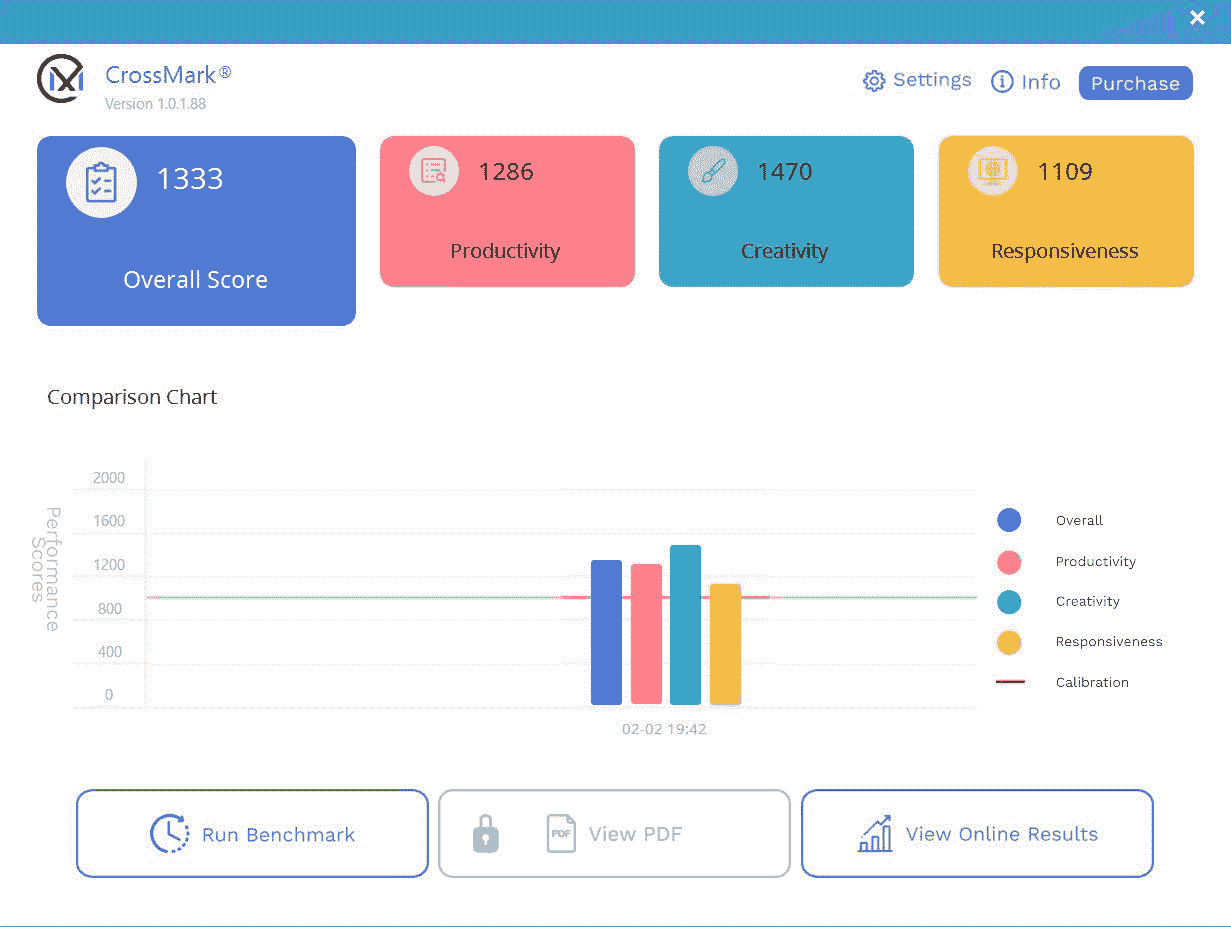 CrossMark®
Version 1.0.1.88
Settings
Info
Purchase
1333
Overall Score
1286
Productivity
1470
Creativity
1109
Responsiveness
Comparison Chart
Performance
Scores
2000
1600
1200
800
400
0
02-02 19:42
Overall
Productivity
Creativity
Responsiveness
Calibration
Run Benchmark
PDF
View PDF
View Online Results